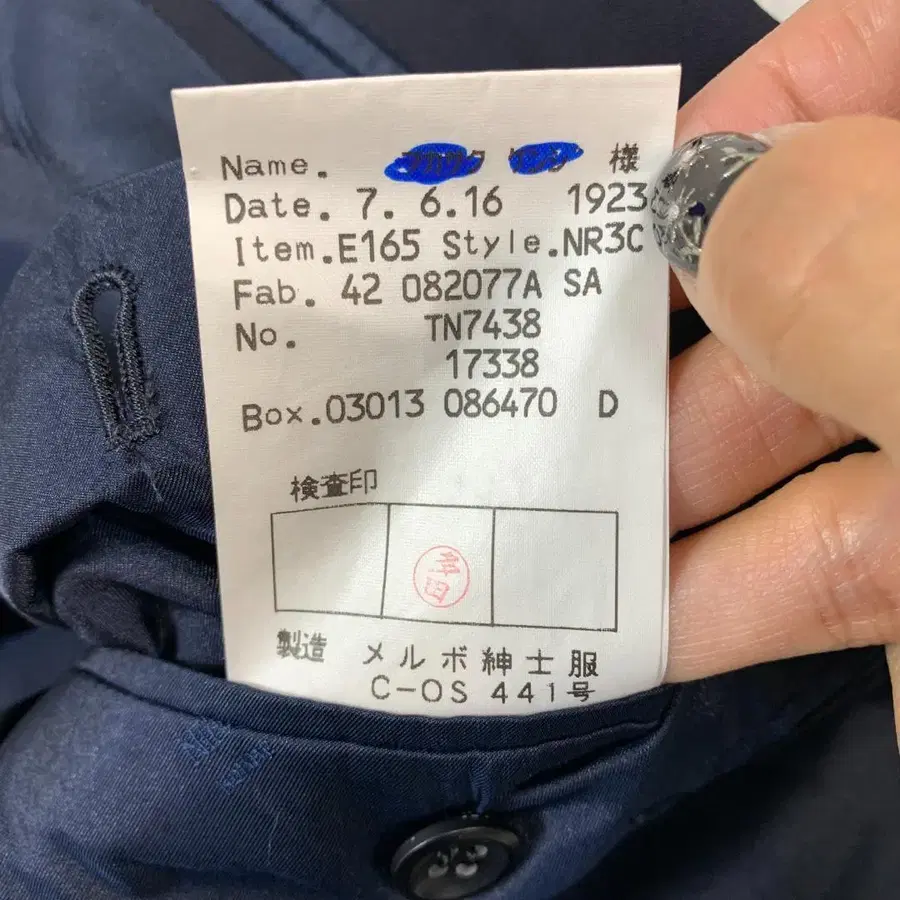 Name. 様
Date. 7. 6.16 1923
Item.E165 Style.NR3C
Fab. 42 082077A SA
No. TN7438
17338
Box.03013 086470 D
検査印
製造 メルボ紳士服
C-OS 441号